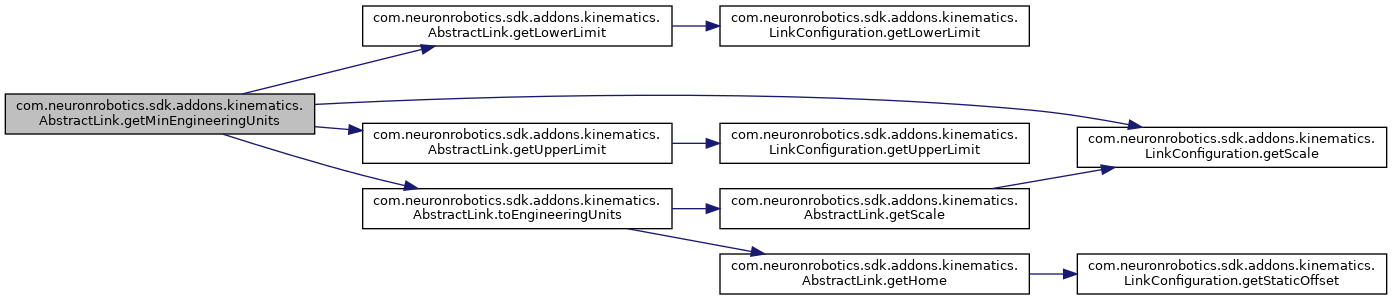 com.neuronrobotics.sdk.addons.kinematics.
AbstractLink.getMinEngineeringUnits
com.neuronrobotics.sdk.addons.kinematics.
AbstractLink.getLowerLimit
com.neuronrobotics.sdk.addons.kinematics.
LinkConfiguration.getLowerLimit
com.neuronrobotics.sdk.addons.kinematics.
AbstractLink.getUpperLimit
com.neuronrobotics.sdk.addons.kinematics.
LinkConfiguration.getUpperLimit
com.neuronrobotics.sdk.addons.kinematics.
LinkConfiguration.getScale
com.neuronrobotics.sdk.addons.kinematics.
AbstractLink.toEngineeringUnits
com.neuronrobotics.sdk.addons.kinematics.
AbstractLink.getScale
com.neuronrobotics.sdk.addons.kinematics.
AbstractLink.getHome
com.neuronrobotics.sdk.addons.kinematics.
LinkConfiguration.getStaticOffset